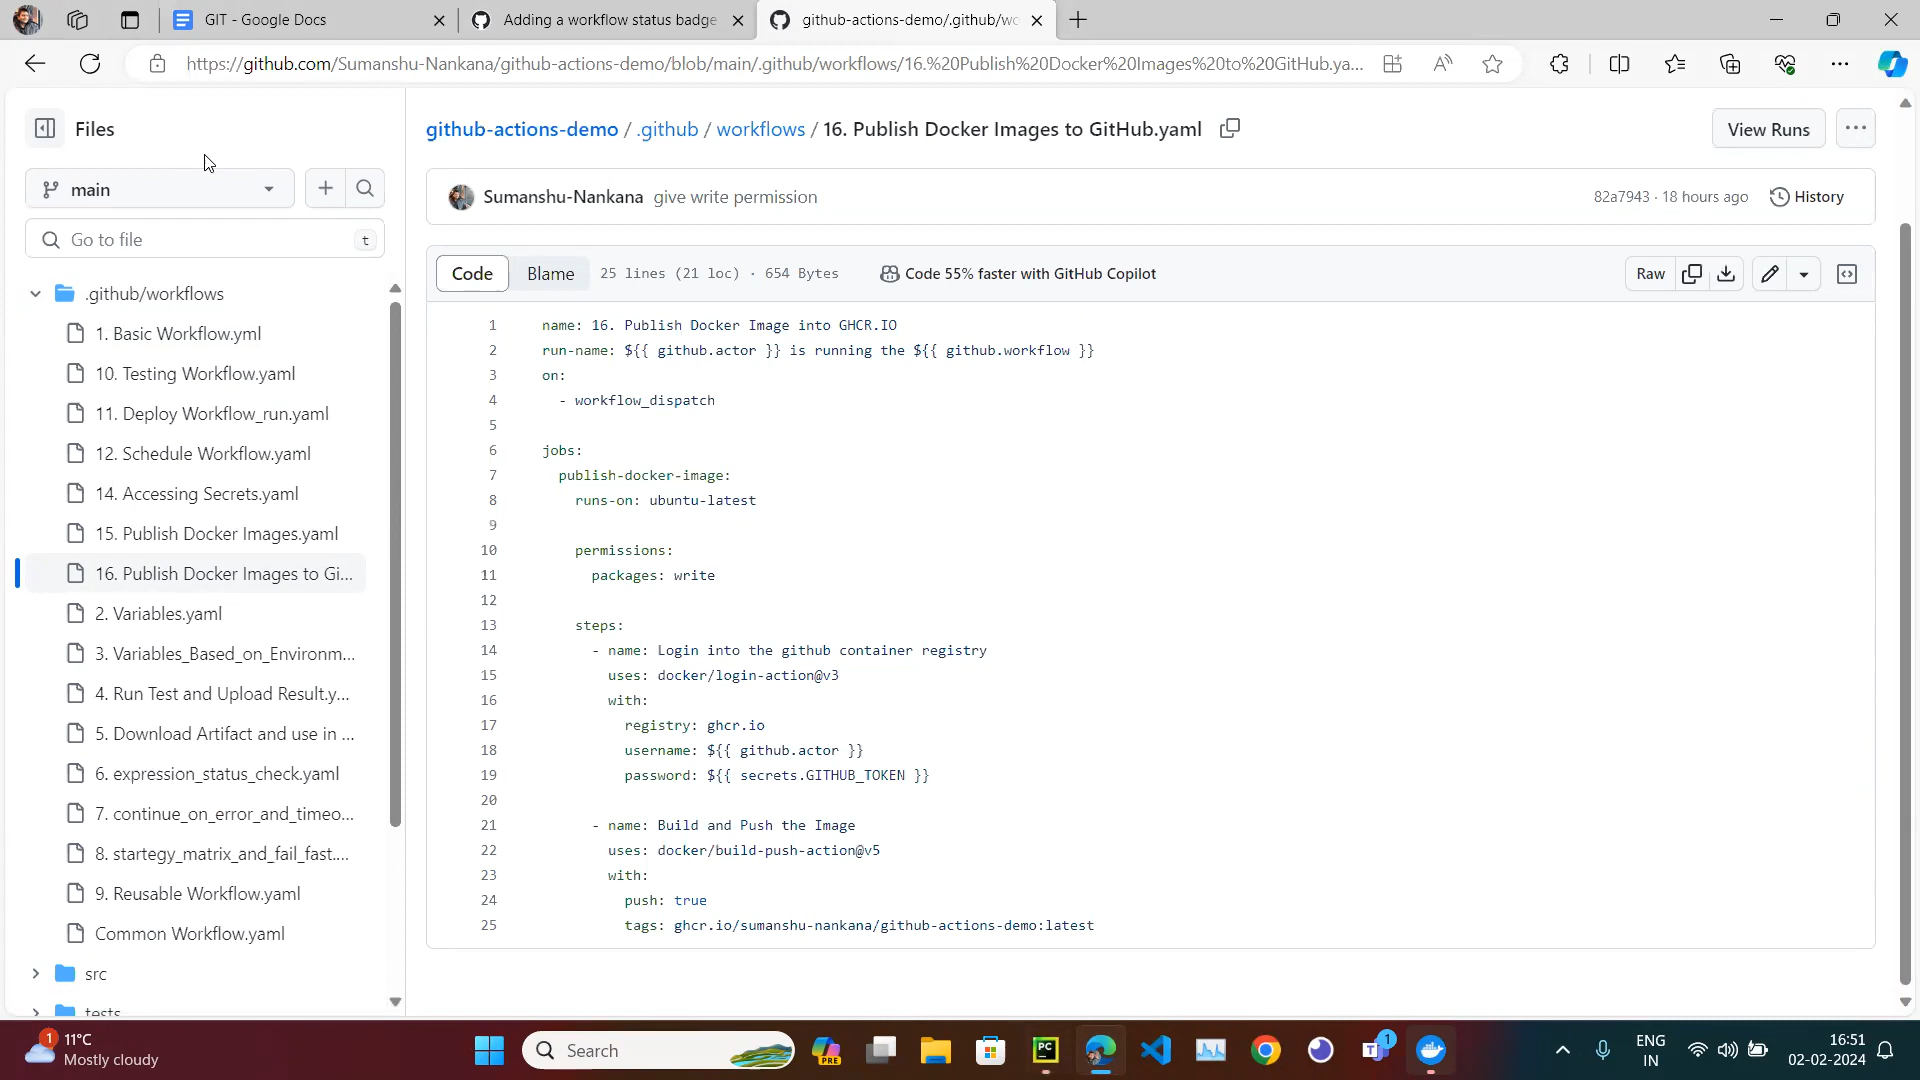 GIT - Google Docs
Adding a workflow status badge
github-actions-demo/.github/wo
https://github.com/Sumanshu-Nankana/github-actions-demo/blob/main/.github/workflows/16.%20Publish%20Docker%20Images%20to%20GitHub.ya...
Files
main
Go to file
t
.github/workflows
1. Basic Workflow.yml
10. Testing Workflow.yaml
11. Deploy Workflow_run.yaml
12. Schedule Workflow.yaml
14. Accessing Secrets.yaml
15. Publish Docker Images.yaml
16. Publish Docker Images to Gi...
2. Variables.yaml
3. Variables_Based_on_Environm...
4. Run Test and Upload Result.y...
5. Download Artifact and use in ...
6. expression_status_check.yaml
7. continue_on_error_and_timeo...
8. startegy_matrix_and_fail_fast....
9. Reusable Workflow.yaml
Common Workflow.yaml
src
tests
github-actions-demo / .github / workflows / 16. Publish Docker Images to GitHub.yaml
View Runs
Sumanshu-Nankana give write permission
82a7943 · 18 hours ago
History
Code
Blame
25 lines (21 loc) · 654 Bytes
Code 55% faster with GitHub Copilot
Raw
1 name: 16. Publish Docker Image into GHCR.IO
2 run-name: ${{ github.actor }} is running the ${{ github.workflow }}
3 on:
4 - workflow_dispatch
5
6 jobs:
7 publish-docker-image:
8 runs-on: ubuntu-latest
9
10 permissions:
11 packages: write
12
13 steps:
14 - name: Login into the github container registry
15 uses: docker/login-action@v3
16 with:
17 registry: ghcr.io
18 username: ${{ github.actor }}
19 password: ${{ secrets.GITHUB_TOKEN }}
20
21 - name: Build and Push the Image
22 uses: docker/build-push-action@v5
23 with:
24 push: true
25 tags: ghcr.io/sumanshu-nankana/github-actions-demo:latest
1
11°C
Mostly cloudy
Search
PRE
PC
1
ENG
IN
16:51
02-02-2024